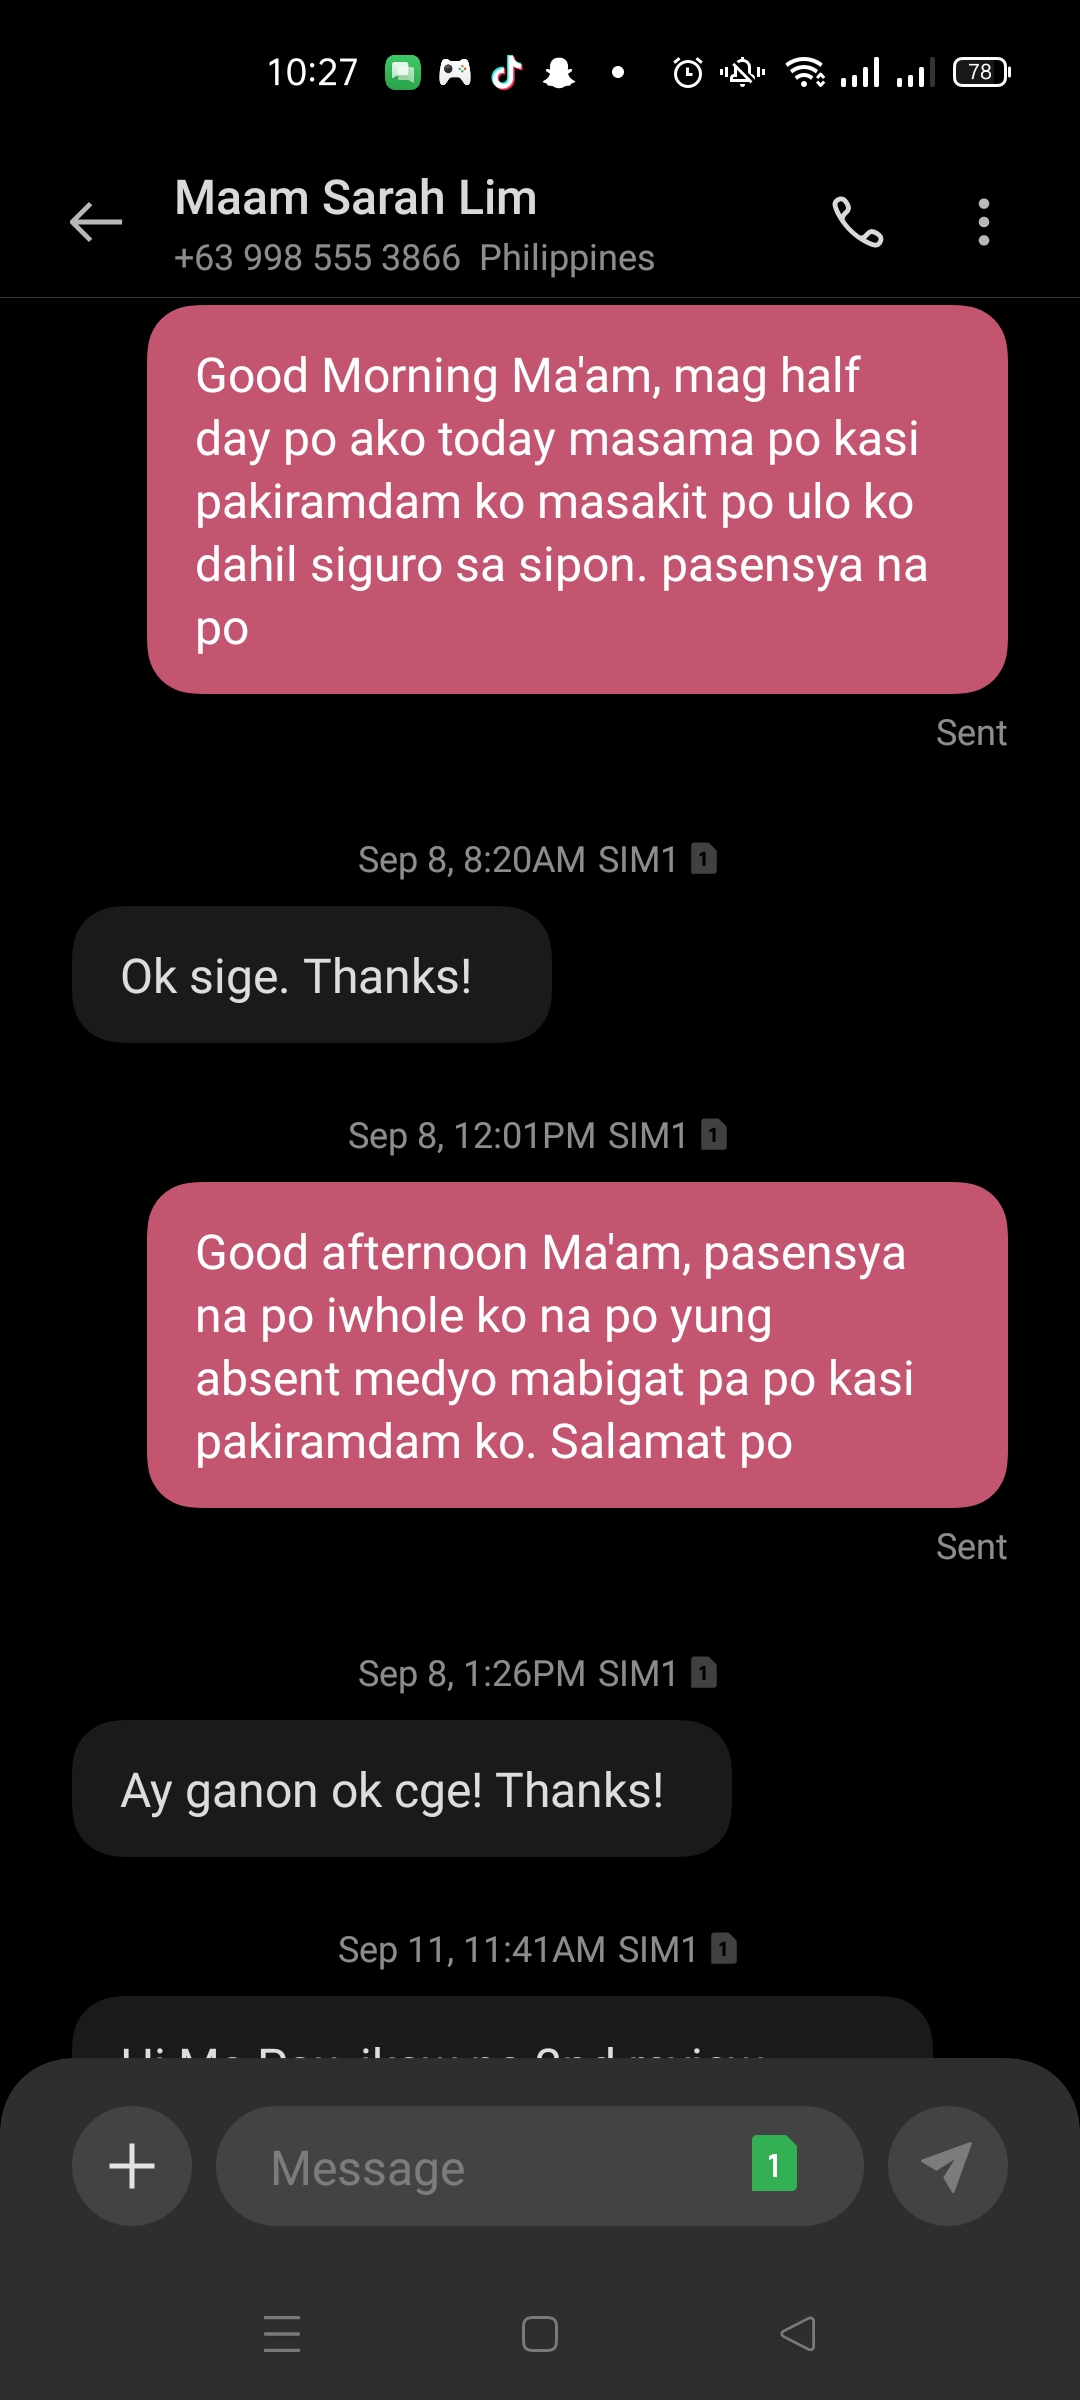 10:27
78
Maam Sarah Lim
+63 998 555 3866 Philippines
Good Morning Ma'am, mag half
day po ako today masama po kasi
pakiramdam ko masakit po ulo ko
dahil siguro sa sipon. pasensya na
po
Sent
Sep 8, 8:20AM SIM1 1
Ok sige. Thanks!
Sep 8, 12:01PM SIM1 1
Good afternoon Ma'am, pasensya
na po iwhole ko na po yung
absent medyo mabigat pa po kasi
pakiramdam ko. Salamat po
Sent
Sep 8, 1:26PM SIM1 1
Ay ganon ok cge! Thanks!
Sep 11, 11:41AM SIM1 1
Hi Ms
Message 1